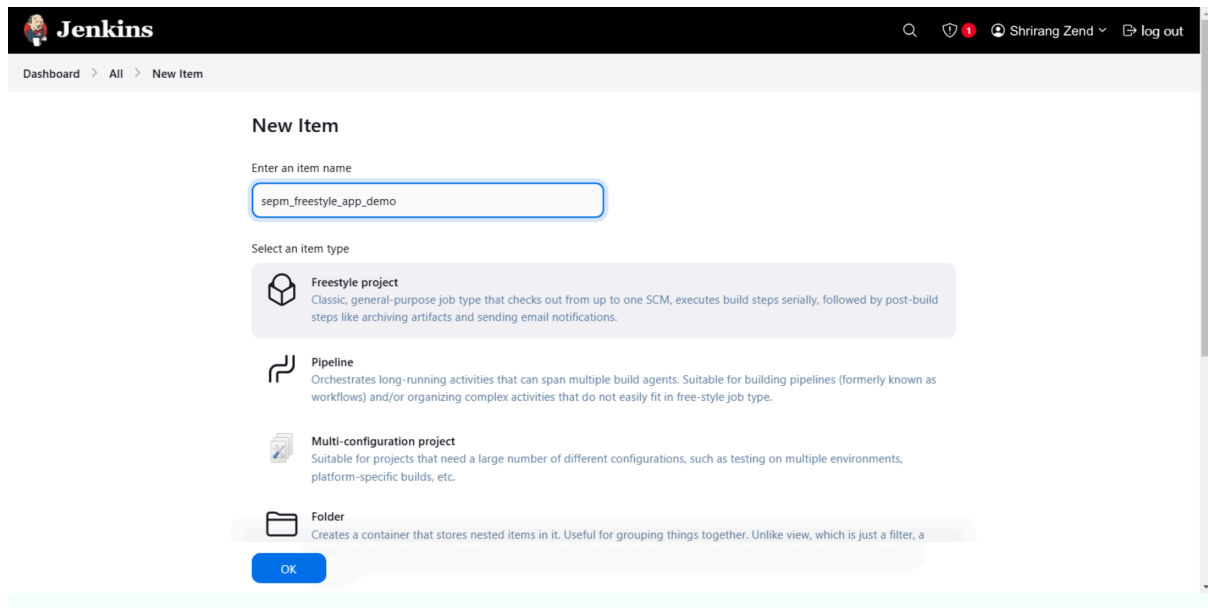 Jenkins
1 Shrirang Zend log out
Dashboard All New Item
New Item
Enter an item name
sepm_freestyle_app_demo
Select an item type
Freestyle project
Classic, general-purpose job type that checks out from up to one SCM, executes build steps serially, followed by post-build
steps like archiving artifacts and sending email notifications.
Pipeline
Orchestrates long-running activities that can span multiple build agents. Suitable for building pipelines (formerly known as
workflows) and/or organizing complex activities that do not easily fit in free-style job type.
Multi-configuration project
Suitable for projects that need a large number of different configurations, such as testing on multiple environments,
platform-specific builds, etc.
Folder
Creates a container that stores nested items in it. Useful for grouping things together. Unlike view, which is just a filter, a
OK